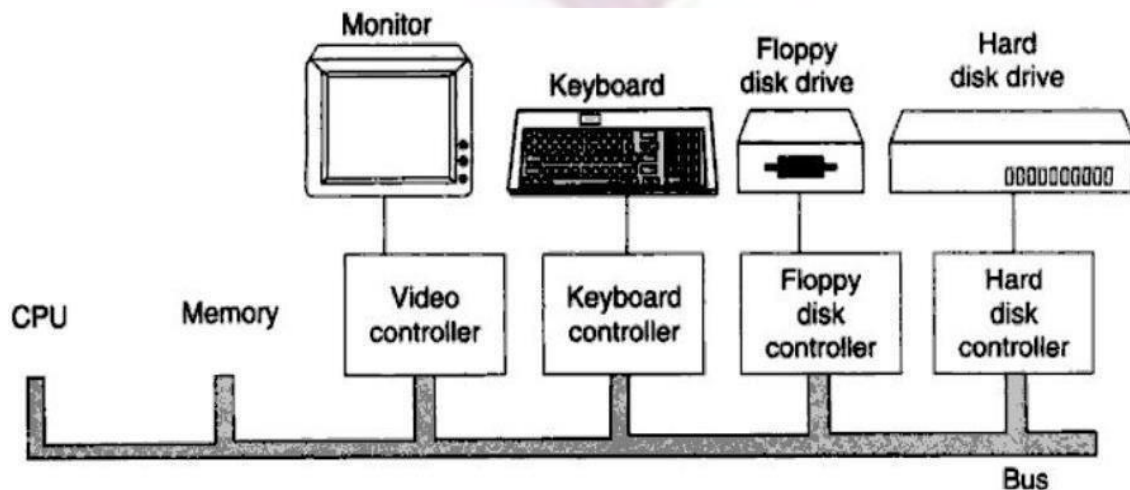 Monitor
Keyboard
Floppy
disk drive
Hard
disk drive
CPU
Memory
Video
controller
Keyboard
controller
Floppy
disk
controller
Hard
disk
controller
Bus